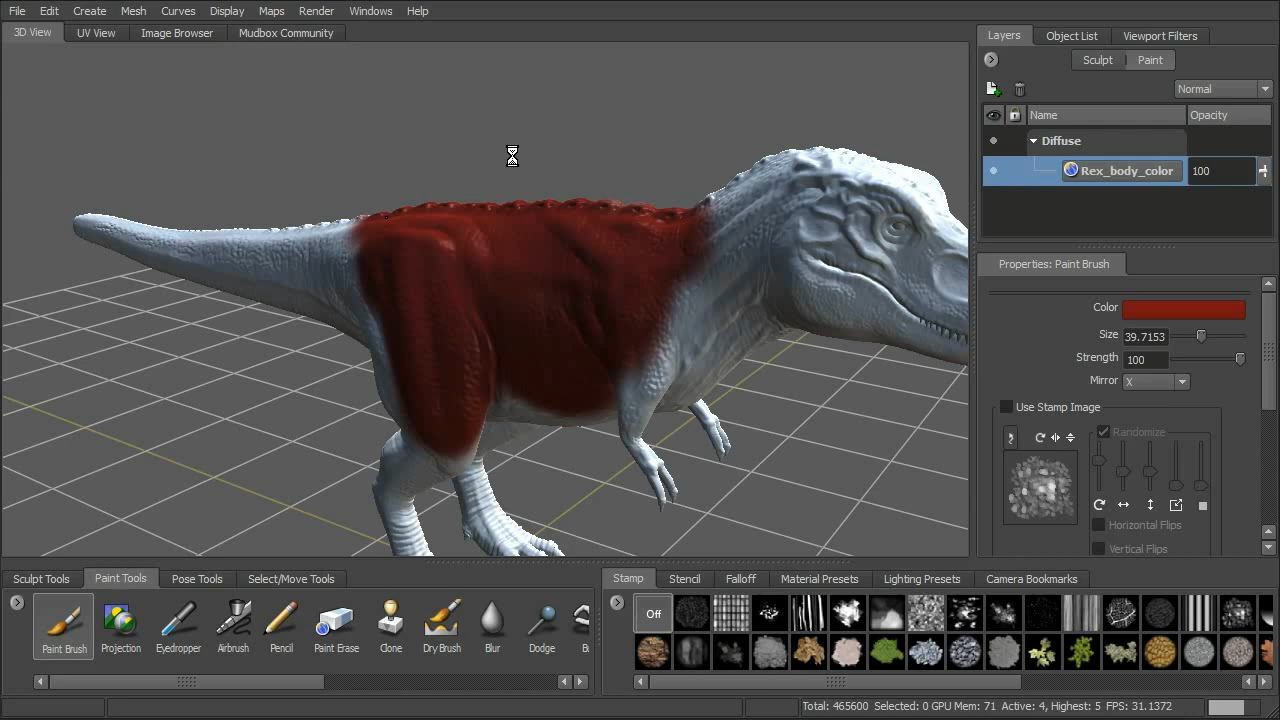 File Edit Create Mesh Curves Display Maps Render Windows Help
3D View UV View Image Browser Mudbox Community
Layers Object List Viewport Filters
Sculpt Paint
Normal
Name Opacity
Diffuse
Rex_body_color 100
Properties: Paint Brush
Color
Size 39.7153
Strength 100
Mirror X
Use Stamp Image
Randomize
Horizontal Flips
Vertical Flips
Sculpt Tools Paint Tools Pose Tools Select/Move Tools
Stamp Stencil Falloff Material Presets Lighting Presets Camera Bookmarks
Off
Paint Brush Projection Eyedropper Airbrush Pencil Paint Erase Clone Dry Brush Blur Dodge
Total: 465600 Selected: 0 GPU Mem: 71 Active: 4, Highest: 5 FPS: 31.1372